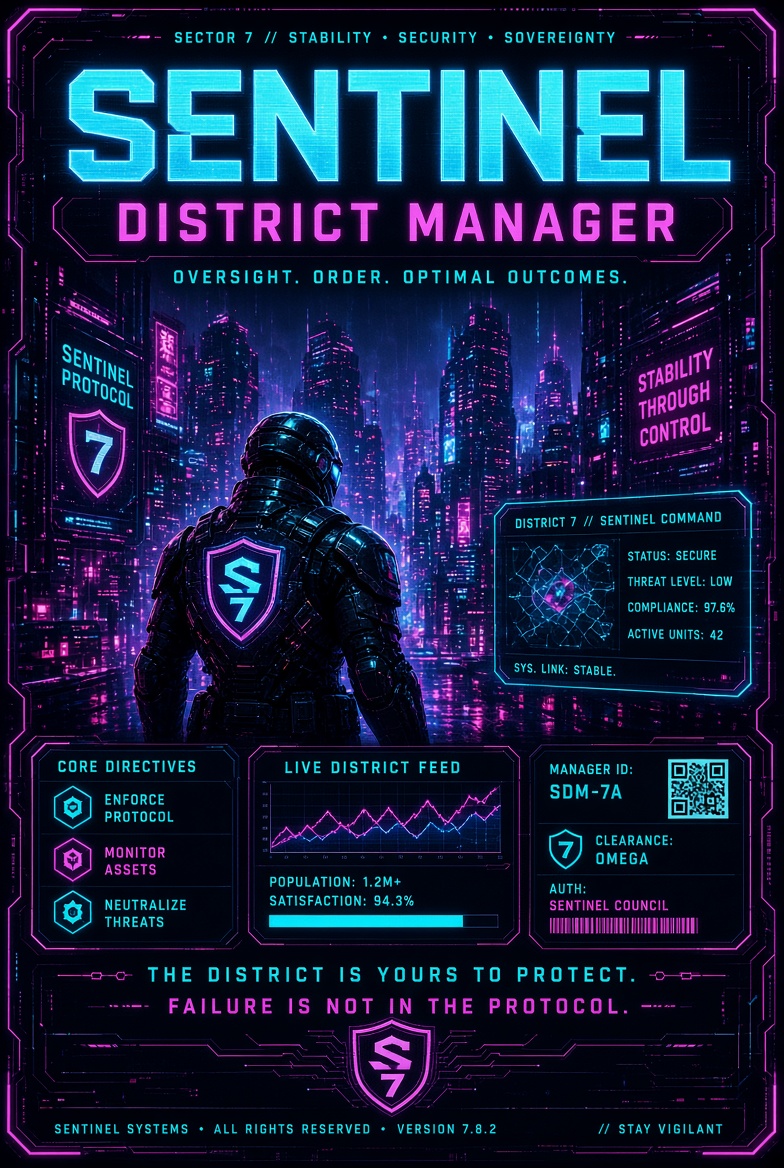 SECTOR 7 // STABILITY • SECURITY • SOVEREIGNTY
SENTINEL
DISTRICT MANAGER
OVERSIGHT. ORDER. OPTIMAL OUTCOMES.
SENTINEL
PROTOCOL
7
STABILITY
THROUGH
CONTROL
S
7
DISTRICT 7 // SENTINEL COMMAND
STATUS: SECURE
THREAT LEVEL: LOW
COMPLIANCE: 97.6%
ACTIVE UNITS: 42
SYS. LINK: STABLE.
CORE DIRECTIVES
ENFORCE
PROTOCOL
MONITOR
ASSETS
NEUTRALIZE
THREATS
LIVE DISTRICT FEED
POPULATION: 1.2M+
SATISFACTION: 94.3%
MANAGER ID:
SDM-7A
7
CLEARANCE:
OMEGA
AUTH:
SENTINEL COUNCIL
THE DISTRICT IS YOURS TO PROTECT.
FAILURE IS NOT IN THE PROTOCOL.
S
7
SENTINEL SYSTEMS • ALL RIGHTS RESERVED • VERSION 7.8.2
// STAY VIGILANT